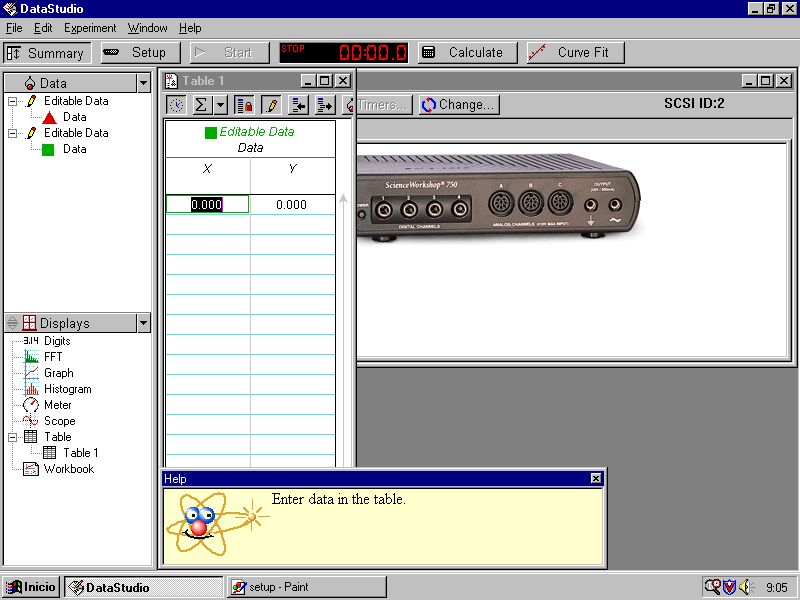 DataStudio
File Edit Experiment Window Help
Summary Setup Start STOP 00:00.0 Calculate Curve Fit
Data
Editable Data
Data
Editable Data
Data
Displays
3.14 Digits
FFT
Graph
Histogram
Meter
Scope
Table
Table 1
Workbook
Table 1
Σ
Editable Data
Data
X Y
0.000 0.000
Timers... Change... SCSI ID:2
ScienceWorkshop® 750
A B C OUTPUT
1 2 3 4
DIGITAL CHANNELS ANALOG CHANNELS (±10V MAX INPUT)
Help
Enter data in the table.
Inicio DataStudio setup - Paint 9:05